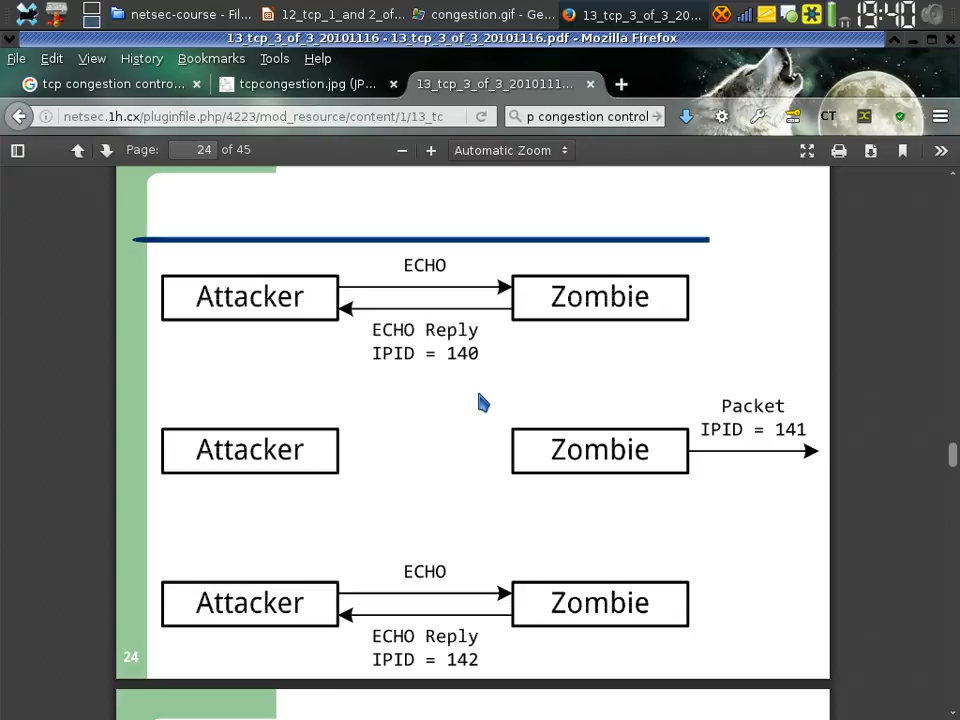 netsec-course - Fil...
12_tcp_1_and 2_of...
congestion.gif - Ge...
13_tcp_3_of_3_20...
19:40
13_tcp_3_of_3_20101116 - 13_tcp_3_of_3_20101116.pdf - Mozilla Firefox
File Edit View History Bookmarks Tools Help
tcp congestion contro...
tcpcongestion.jpg (JP...
13_tcp_3_of_3_2010111...
netsec.1h.cx/pluginfile.php/4223/mod_resource/content/1/13_tc
p congestion control
CT
Page: 24 of 45
Automatic Zoom
ECHO
Attacker
Zombie
ECHO Reply
IPID = 140
Packet
IPID = 141
Attacker
Zombie
ECHO
Attacker
Zombie
ECHO Reply
IPID = 142
24